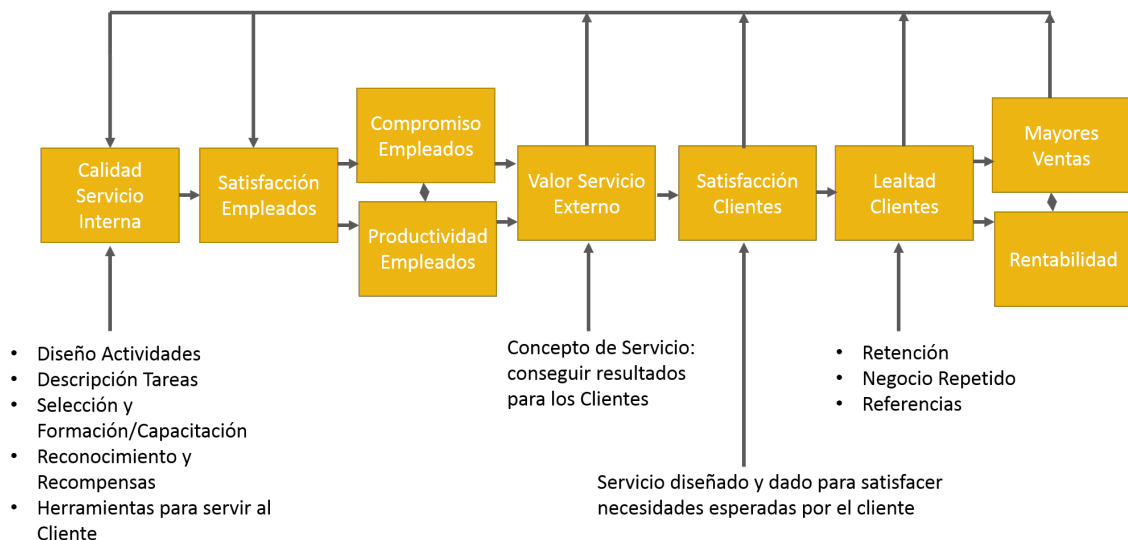 Calidad
Servicio
Interna
Satisfacción
Empleados
Compromiso
Empleados
Productividad
Empleados
Valor Servicio
Externo
Satisfacción
Clientes
Lealtad
Clientes
Mayores
Ventas
Rentabilidad
• Diseño Actividades
• Descripción Tareas
• Selección y
Formación/Capacitación
• Reconocimiento y
Recompensas
• Herramientas para servir al
Cliente
Concepto de Servicio:
conseguir resultados
para los Clientes
Servicio diseñado y dado para satisfacer
necesidades esperadas por el cliente
• Retención
• Negocio Repetido
• Referencias